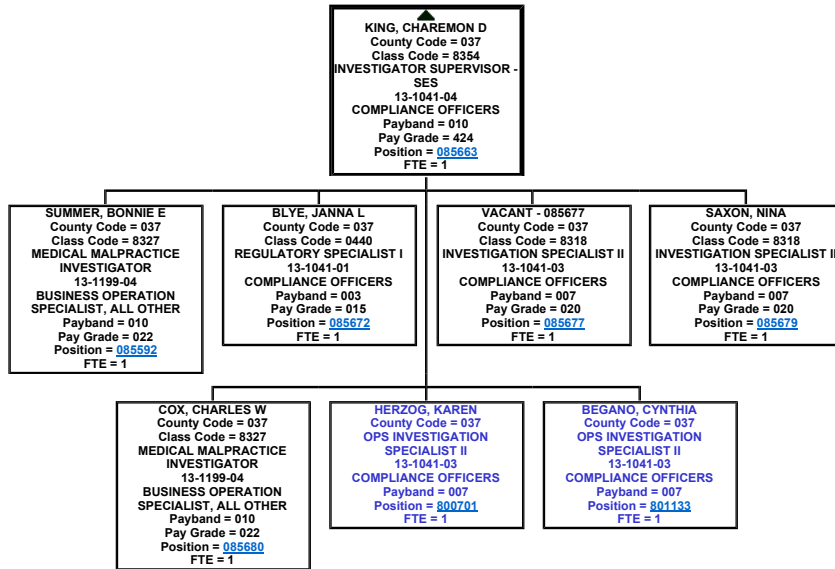 KING, CHAREMON D
County Code = 037
Class Code = 8354
INVESTIGATOR SUPERVISOR -
SES
13-1041-04
COMPLIANCE OFFICERS
Payband = 010
Pay Grade = 424
Position = 085663
FTE = 1
SUMMER, BONNIE E
County Code = 037
Class Code = 8327
MEDICAL MALPRACTICE
INVESTIGATOR
13-1199-04
BUSINESS OPERATION
SPECIALIST, ALL OTHER
Payband = 010
Pay Grade = 022
Position = 085592
FTE = 1
BLYE, JANNA L
County Code = 037
Class Code = 0440
REGULATORY SPECIALIST I
13-1041-01
COMPLIANCE OFFICERS
Payband = 003
Pay Grade = 015
Position = 085672
FTE = 1
VACANT - 085677
County Code = 037
Class Code = 8318
INVESTIGATION SPECIALIST II
13-1041-03
COMPLIANCE OFFICERS
Payband = 007
Pay Grade = 020
Position = 085677
FTE = 1
SAXON, NINA
County Code = 037
Class Code = 8318
INVESTIGATION SPECIALIST II
13-1041-03
COMPLIANCE OFFICERS
Payband = 007
Pay Grade = 020
Position = 085679
FTE = 1
COX, CHARLES W
County Code = 037
Class Code = 8327
MEDICAL MALPRACTICE
INVESTIGATOR
13-1199-04
BUSINESS OPERATION
SPECIALIST, ALL OTHER
Payband = 010
Pay Grade = 022
Position = 085680
FTE = 1
HERZOG, KAREN
County Code = 037
OPS INVESTIGATION
SPECIALIST II
13-1041-03
COMPLIANCE OFFICERS
Payband = 007
Position = 800701
FTE = 1
BEGANO, CYNTHIA
County Code = 037
OPS INVESTIGATION
SPECIALIST II
13-1041-03
COMPLIANCE OFFICERS
Payband = 007
Position = 801133
FTE = 1